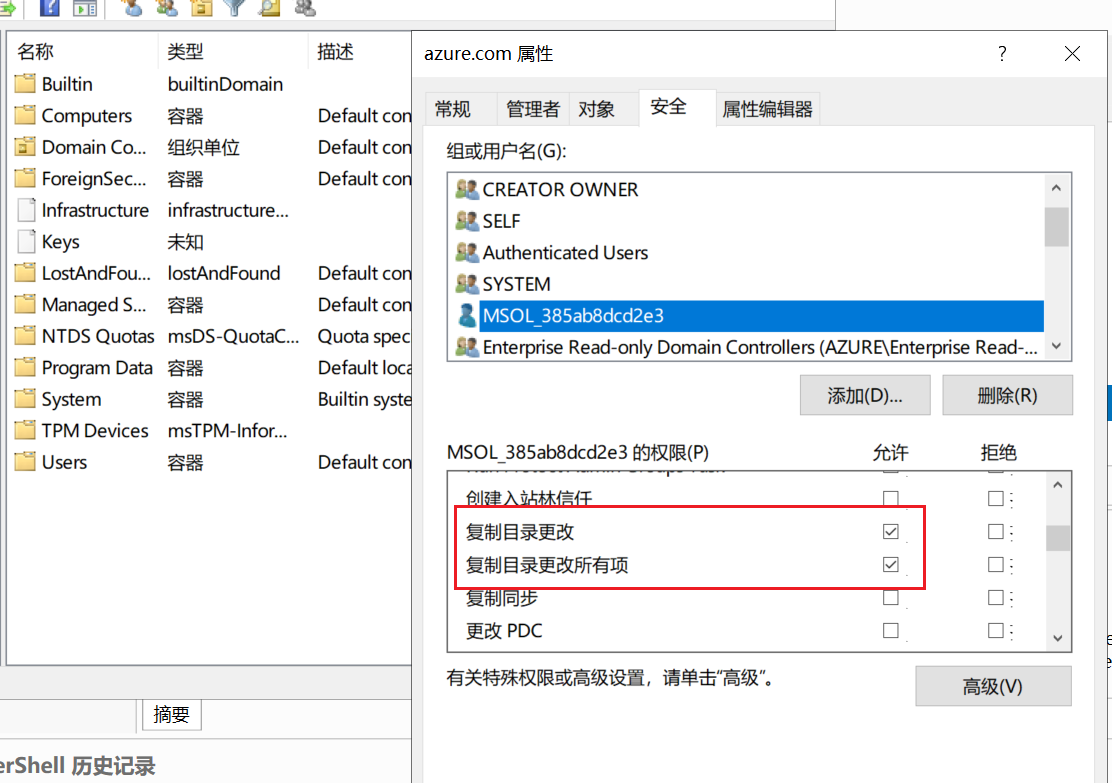 名称 类型 描述
Builtin builtinDomain
Computers 容器 Default con
Domain Co... 组织单位 Default con
ForeignSec... 容器 Default con
Infrastructure infrastructure...
Keys 未知
LostAndFou... lostAndFound Default con
Managed S... 容器 Default con
NTDS Quotas msDS-QuotaC... Quota spec
Program Data 容器 Default loca
System 容器 Builtin syste
TPM Devices msTPM-Infor...
Users 容器 Default con
摘要
erShell 历史记录
azure.com 属性
常规 管理者 对象 安全 属性编辑器
组或用户名(G):
CREATOR OWNER
SELF
Authenticated Users
SYSTEM
MSOL_385ab8dcd2e3
Enterprise Read-only Domain Controllers (AZURE\Enterprise Read-...
添加(D)... 删除(R)
MSOL_385ab8dcd2e3 的权限(P) 允许 拒绝
创建入站林信任
复制目录更改
复制目录更改所有项
复制同步
更改 PDC
有关特殊权限或高级设置，请单击“高级”。
高级(V)